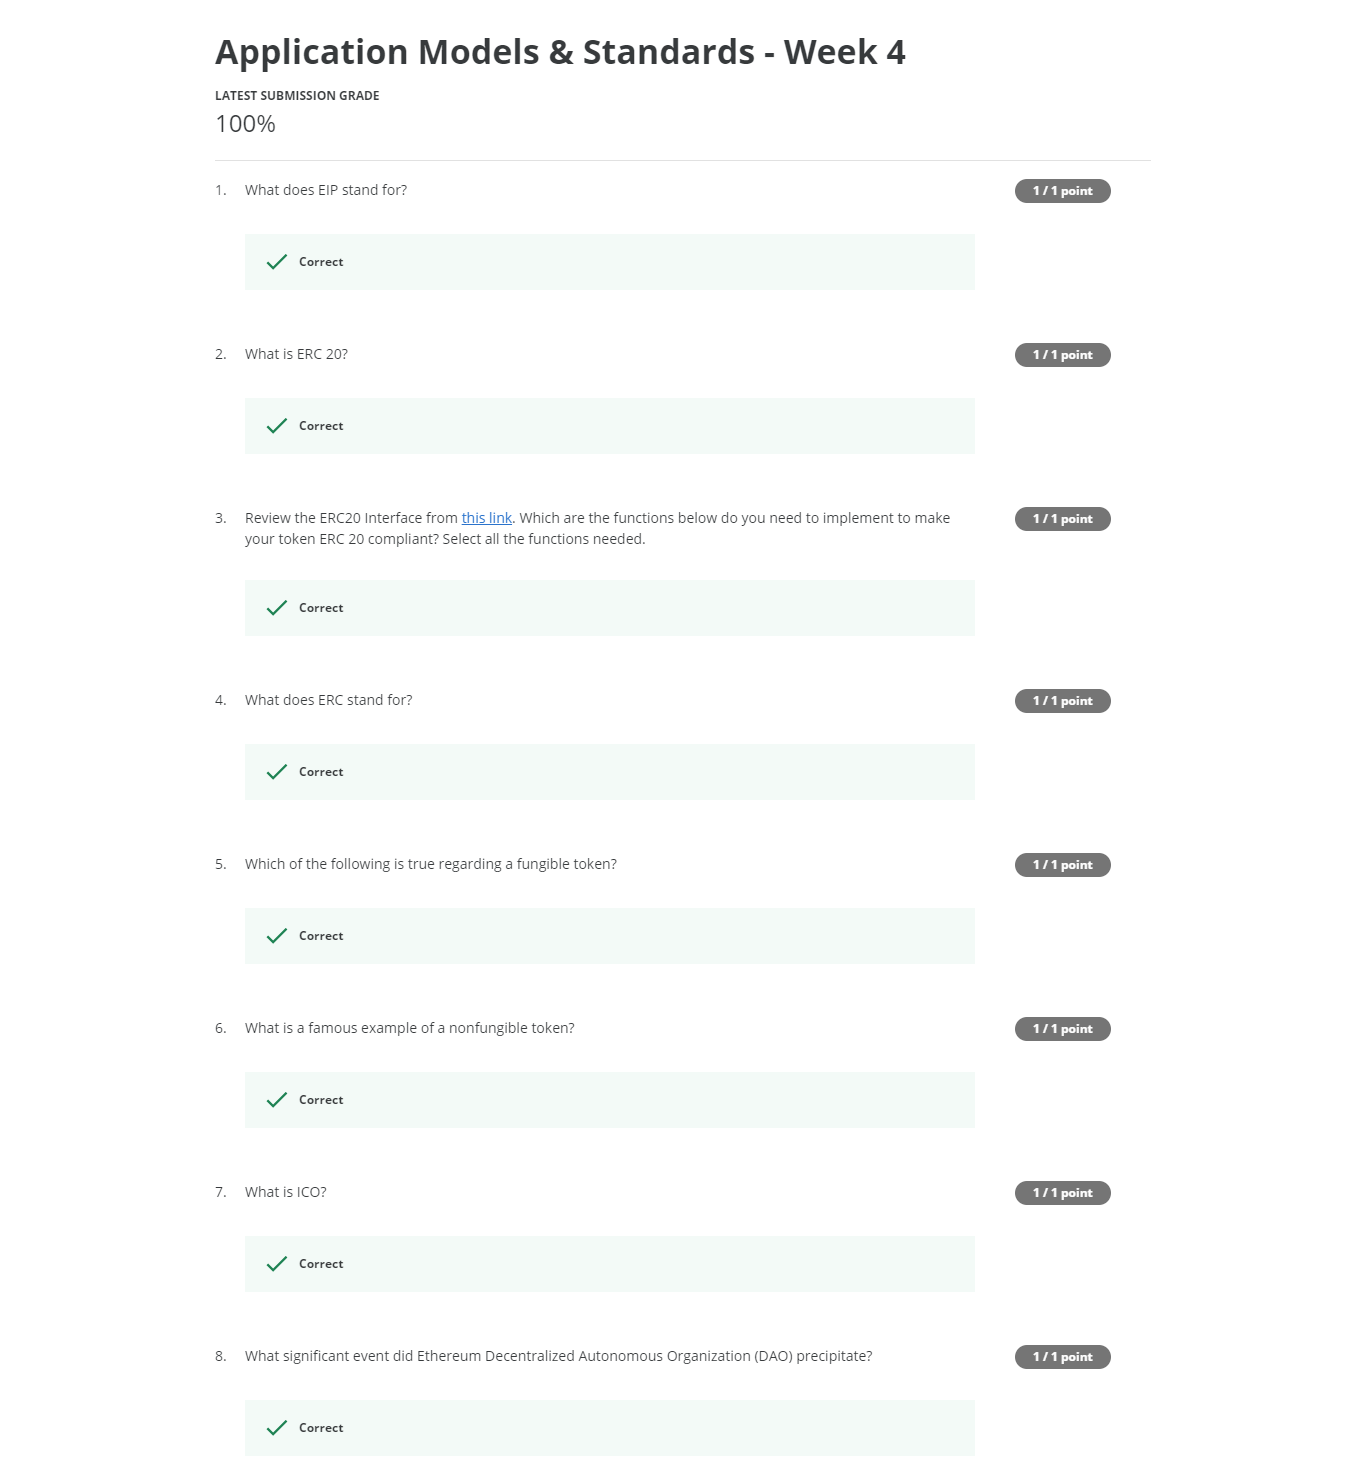 Application Models & Standards - Week 4
LATEST SUBMISSION GRADE
100%
1. What does EIP stand for? 1 / 1 point
Correct
2. What is ERC 20? 1 / 1 point
Correct
3. Review the ERC20 Interface from this link. Which are the functions below do you need to implement to make 1 / 1 point
your token ERC 20 compliant? Select all the functions needed.
Correct
4. What does ERC stand for? 1 / 1 point
Correct
5. Which of the following is true regarding a fungible token? 1 / 1 point
Correct
6. What is a famous example of a nonfungible token? 1 / 1 point
Correct
7. What is ICO? 1 / 1 point
Correct
8. What significant event did Ethereum Decentralized Autonomous Organization (DAO) precipitate? 1 / 1 point
Correct